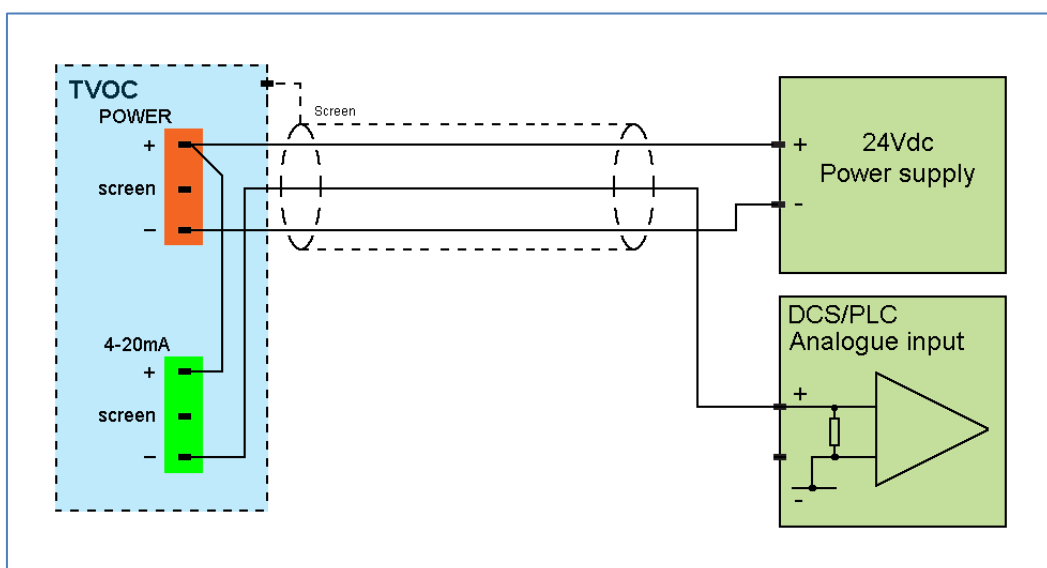 TVOC
POWER
+
screen
−
4-20mA
+
screen
−
Screen
+
24Vdc
Power supply
-
DCS/PLC
Analogue input
+
-